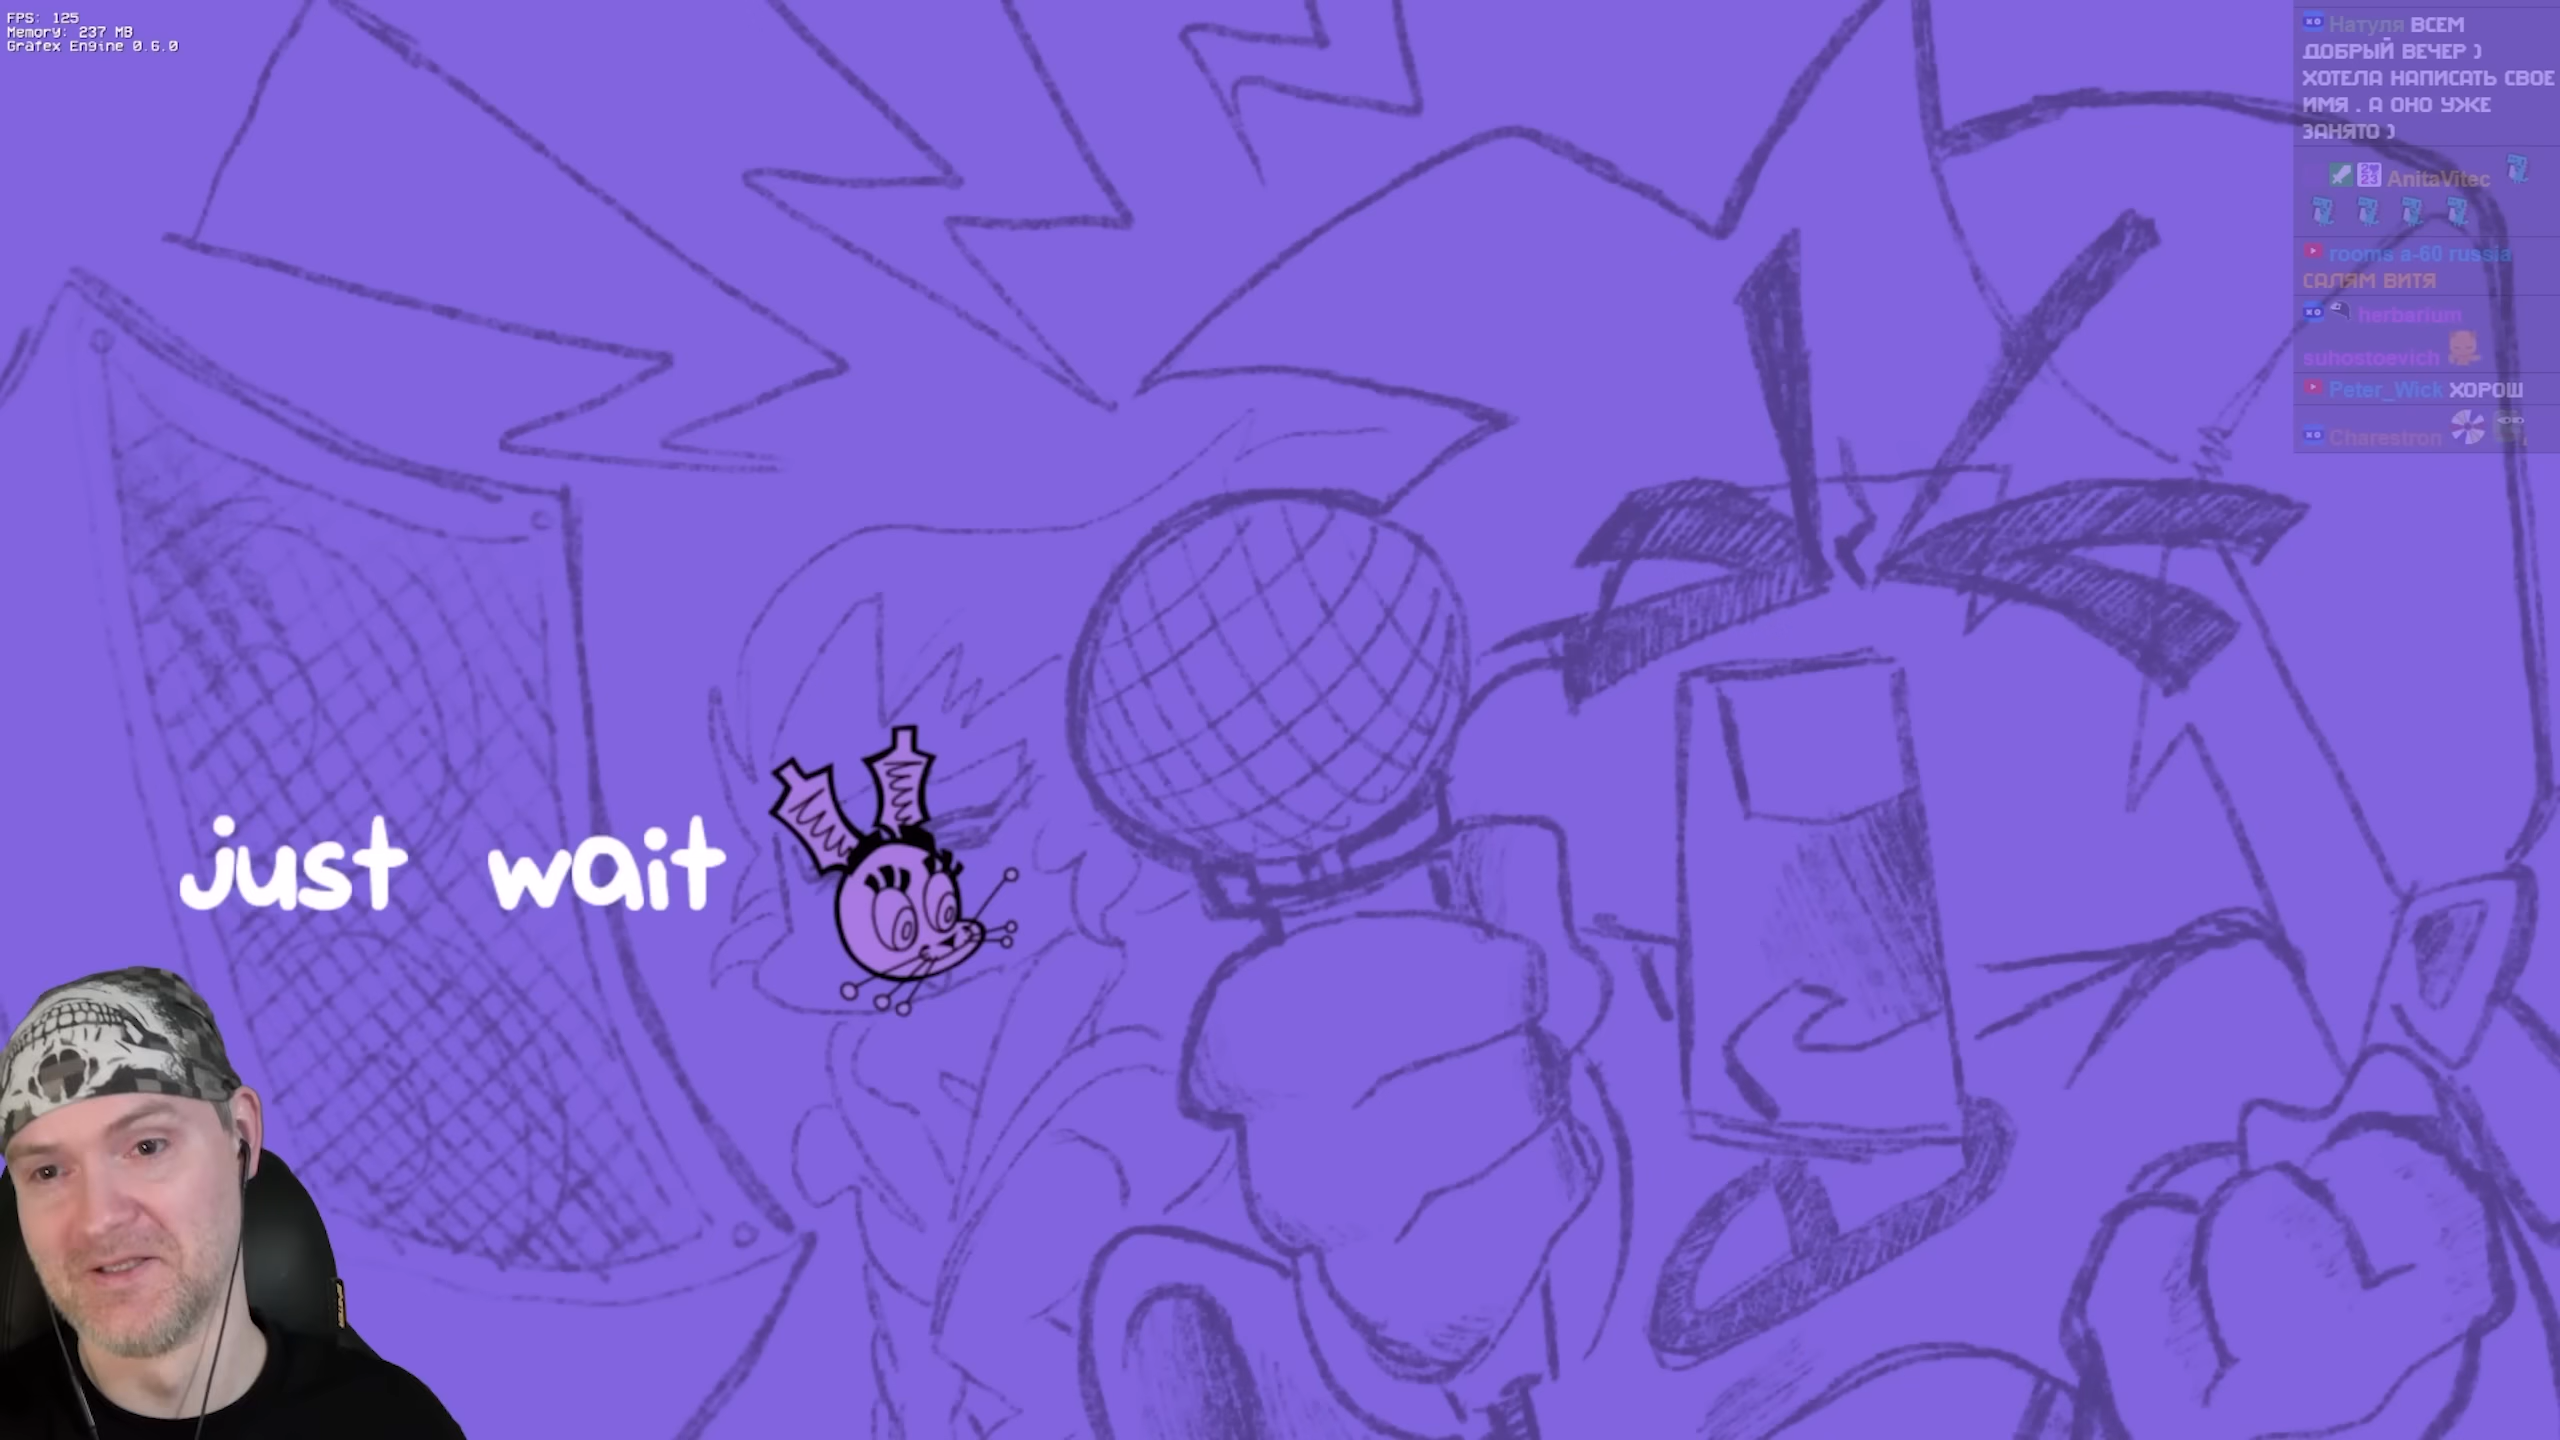 FPS: 125
Memory: 237 MB
Grafex Engine 0.6.0
Натуля ВСЕМ
ДОБРЫЙ ВЕЧЕР )
ХОТЕЛА НАПИСАТЬ СВОЕ
ИМЯ . А ОНО УЖЕ
ЗАНЯТО )
AnitaVitec
rooms a-60 russia
САЛЯМ ВИТЯ
herbarium
suhostoevich
Peter_Wick ХОРОШ
Charestron
just wait